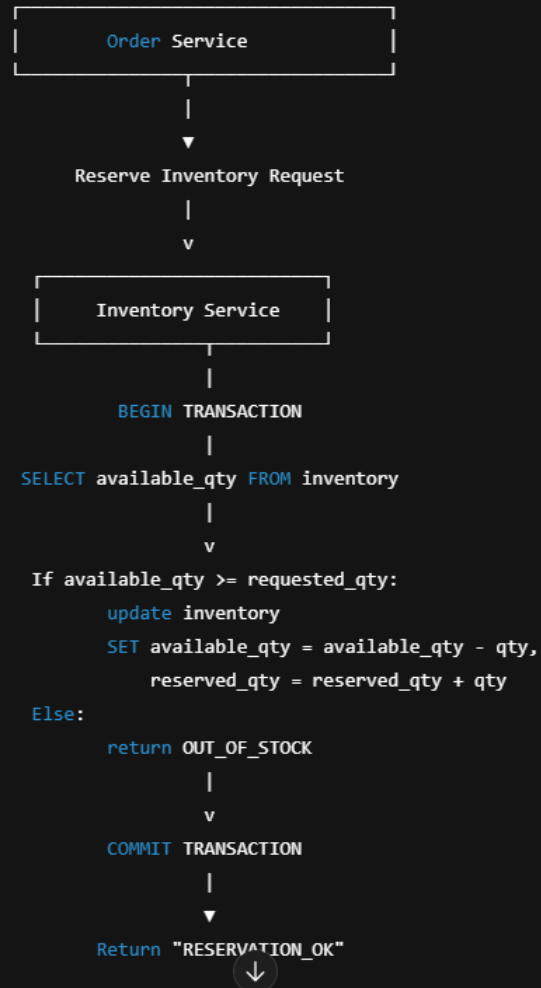 Order Service
Reserve Inventory Request
v
Inventory Service
BEGIN TRANSACTION
SELECT available_qty FROM inventory
v
If available_qty >= requested_qty:
update inventory
SET available_qty = available_qty - qty,
reserved_qty = reserved_qty + qty
Else:
return OUT_OF_STOCK
v
COMMIT TRANSACTION
Return "RESERVATION_OK"